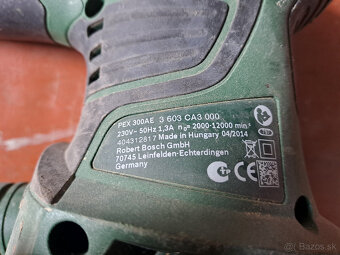 PEX 300AE 3 603 CA3 000
230V~ 50Hz 1,3A n₀= 2000-12000 min⁻¹
404312817 Made in Hungary 04/2014
Robert Bosch GmbH
70745 Leinfelden-Echterdingen
Germany
Bazos.sk